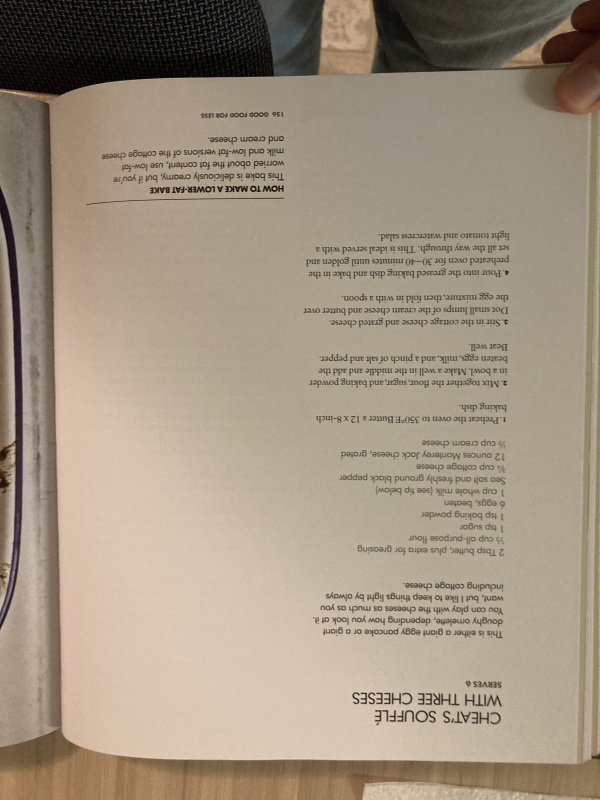 CHEAT'S SOUFFLÉ
WITH THREE CHEESES
SERVES 6
This is either a giant eggy pancake or a giant
doughy omelette, depending how you look at it.
You can play with the cheeses as much as you
want, but I like to keep things light by always
including cottage cheese.
2 Tbsp butter, plus extra for greasing
½ cup all-purpose flour
1 tsp sugar
1 tsp baking powder
6 eggs, beaten
1 cup whole milk (see tip below)
Sea salt and freshly ground black pepper
¾ cup cottage cheese
12 ounces Monterey Jack cheese, grated
½ cup cream cheese
1. Preheat the oven to 350°F. Butter a 12 x 8-inch
baking dish.
2. Mix together the flour, sugar, and baking powder
in a bowl. Make a well in the middle and add the
beaten eggs, milk, and a pinch of salt and pepper.
Beat well.
3. Stir in the cottage cheese and grated cheese.
Dot small lumps of the cream cheese and butter over
the egg mixture, then fold in with a spoon.
4. Pour into the greased baking dish and bake in the
preheated oven for 30–40 minutes until golden and
set all the way through. This is ideal served with a
light tomato and watercress salad.
HOW TO MAKE A LOWER-FAT BAKE
This bake is deliciously creamy, but if you're
worried about the fat content, use low-fat
milk and low-fat versions of the cottage cheese
and cream cheese.
156 GOOD FOOD FOR LESS